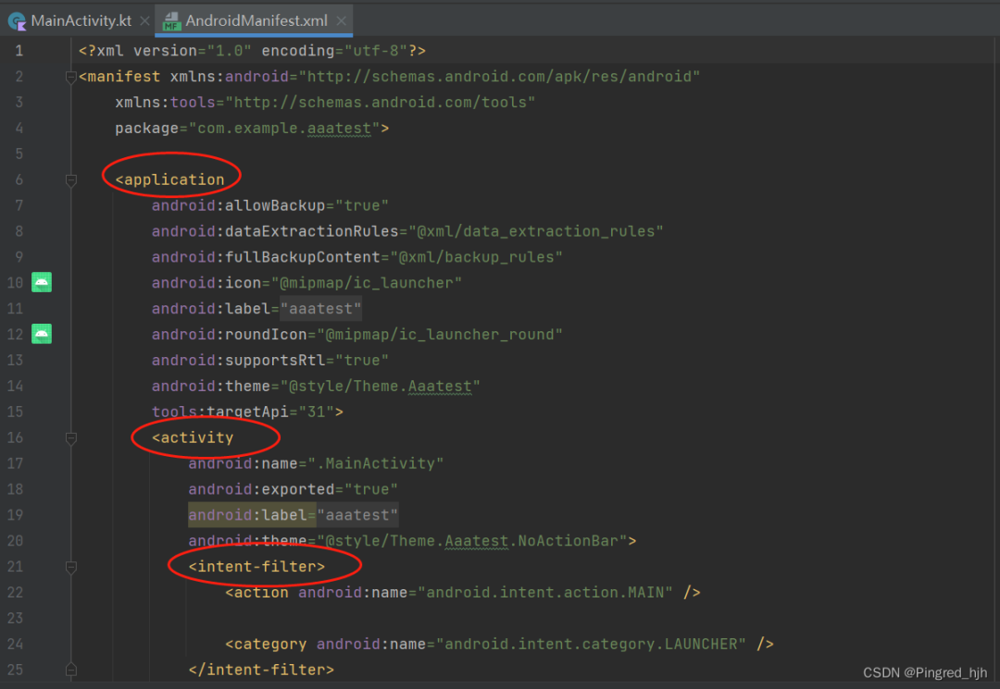 MainActivity.kt AndroidManifest.xml
1 <?xml version="1.0" encoding="utf-8"?>
2 <manifest xmlns:android="http://schemas.android.com/apk/res/android"
3 xmlns:tools="http://schemas.android.com/tools"
4 package="com.example.aaatest">
5
6 <application
7 android:allowBackup="true"
8 android:dataExtractionRules="@xml/data_extraction_rules"
9 android:fullBackupContent="@xml/backup_rules"
10 android:icon="@mipmap/ic_launcher"
11 android:label="aaatest"
12 android:roundIcon="@mipmap/ic_launcher_round"
13 android:supportsRtl="true"
14 android:theme="@style/Theme.Aaatest"
15 tools:targetApi="31">
16 <activity
17 android:name=".MainActivity"
18 android:exported="true"
19 android:label="aaatest"
20 android:theme="@style/Theme.Aaatest.NoActionBar">
21 <intent-filter>
22 <action android:name="android.intent.action.MAIN" />
23
24 <category android:name="android.intent.category.LAUNCHER" />
25 </intent-filter>
CSDN @Pingred_hjh